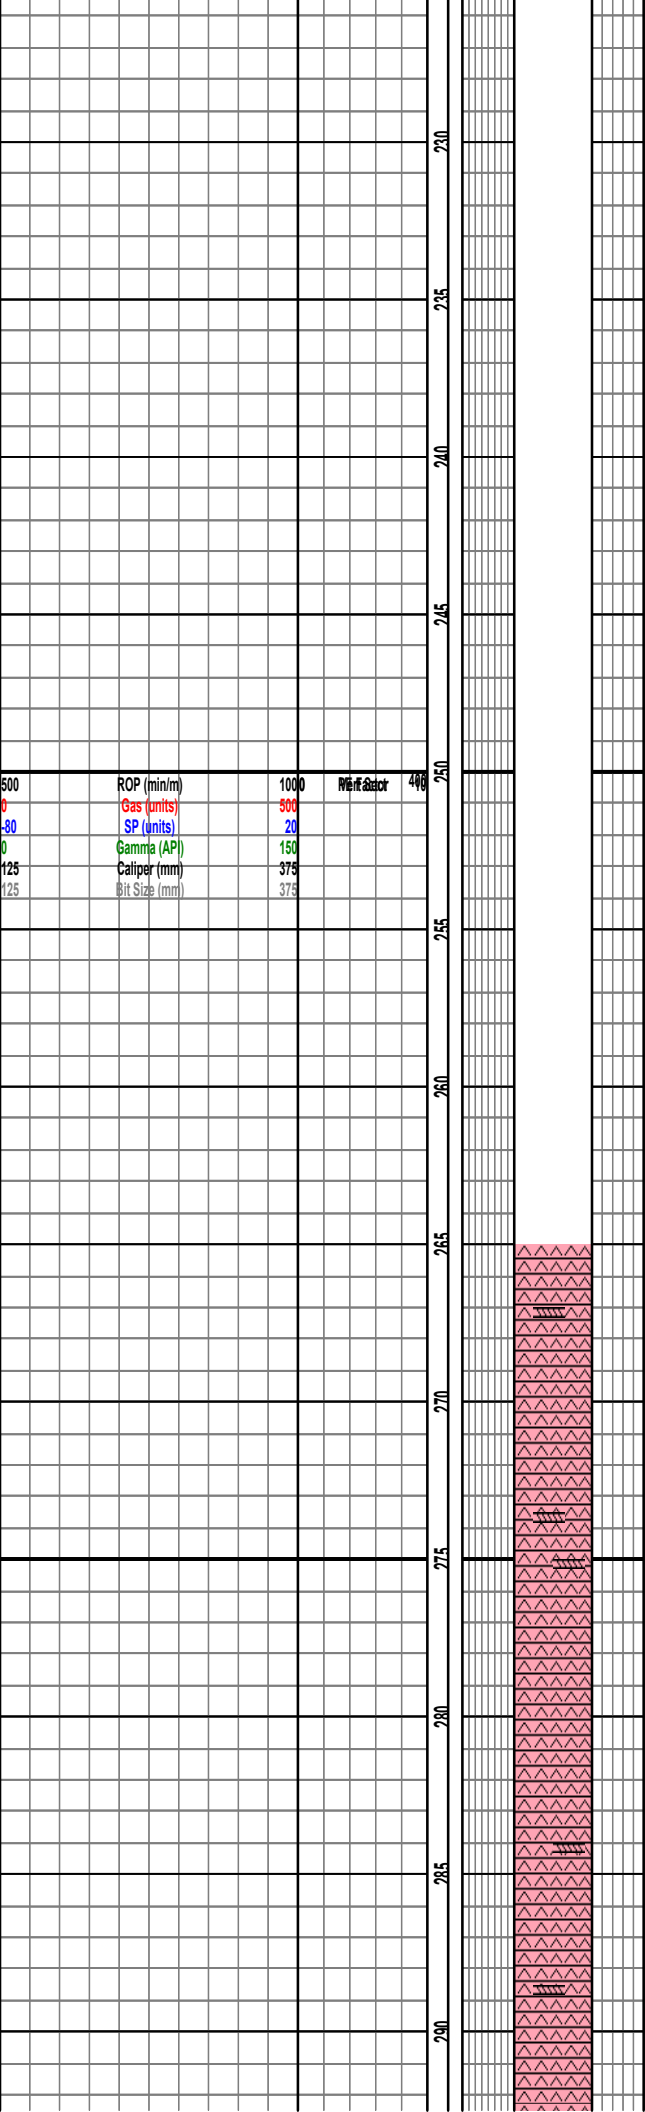 230
235
240
245
250
500 ROP (min/m) 1000
0 Gas (units) 500
-80 SP (units) 20
0 Gamma (API) 150
125 Caliper (mm) 375
125 Bit Size (mm) 375
255
260
265
270
275
280
285
290